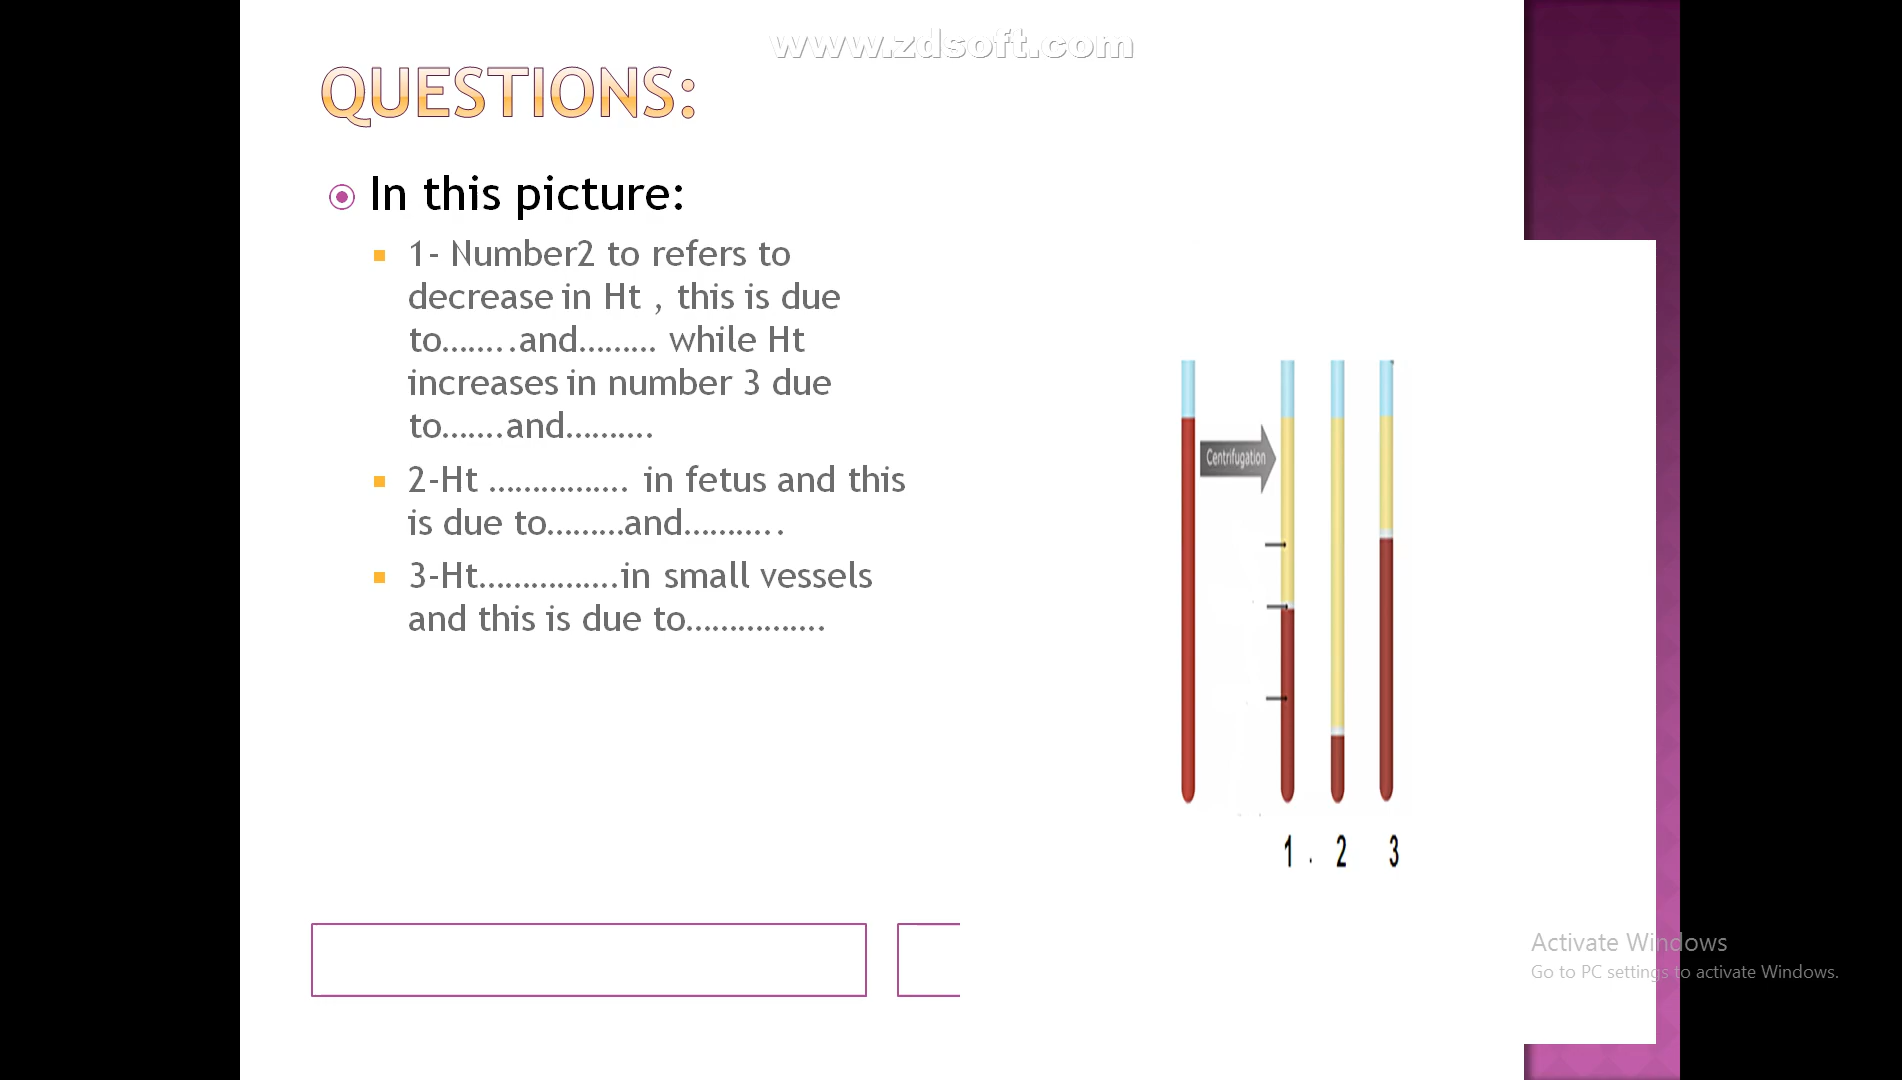 www.zdsoft.com
QUESTIONS:
In this picture:
1- Number2 to refers to
decrease in Ht , this is due
to……..and……… while Ht
increases in number 3 due
to…….and……….
2-Ht ……………. in fetus and this
is due to………and………..
3-Ht…………….in small vessels
and this is due to…………….
Centrifugation
1 . 2 3
Activate Windows
Go to PC settings to activate Windows.